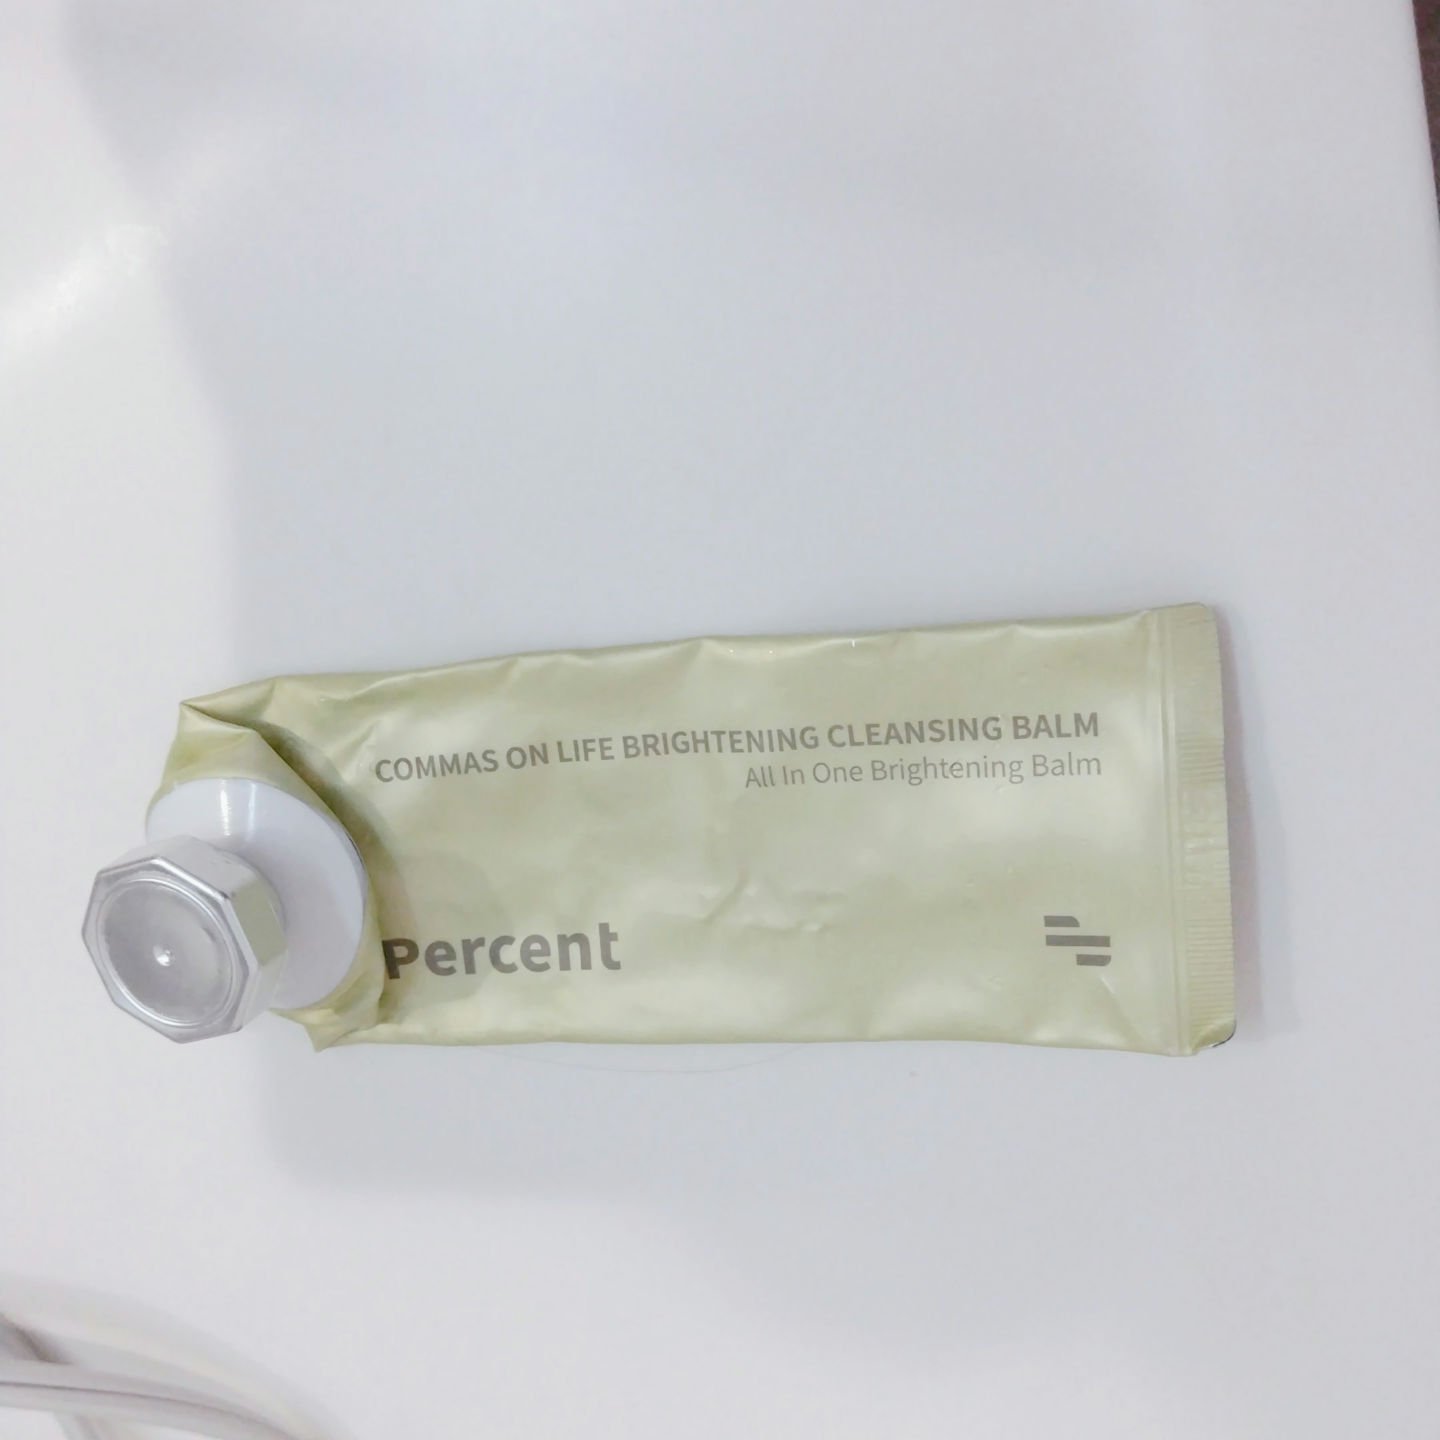 COMMAS ON LIFE BRIGHTENING CLEANSING BALM
All In One Brightening Balm
Percent